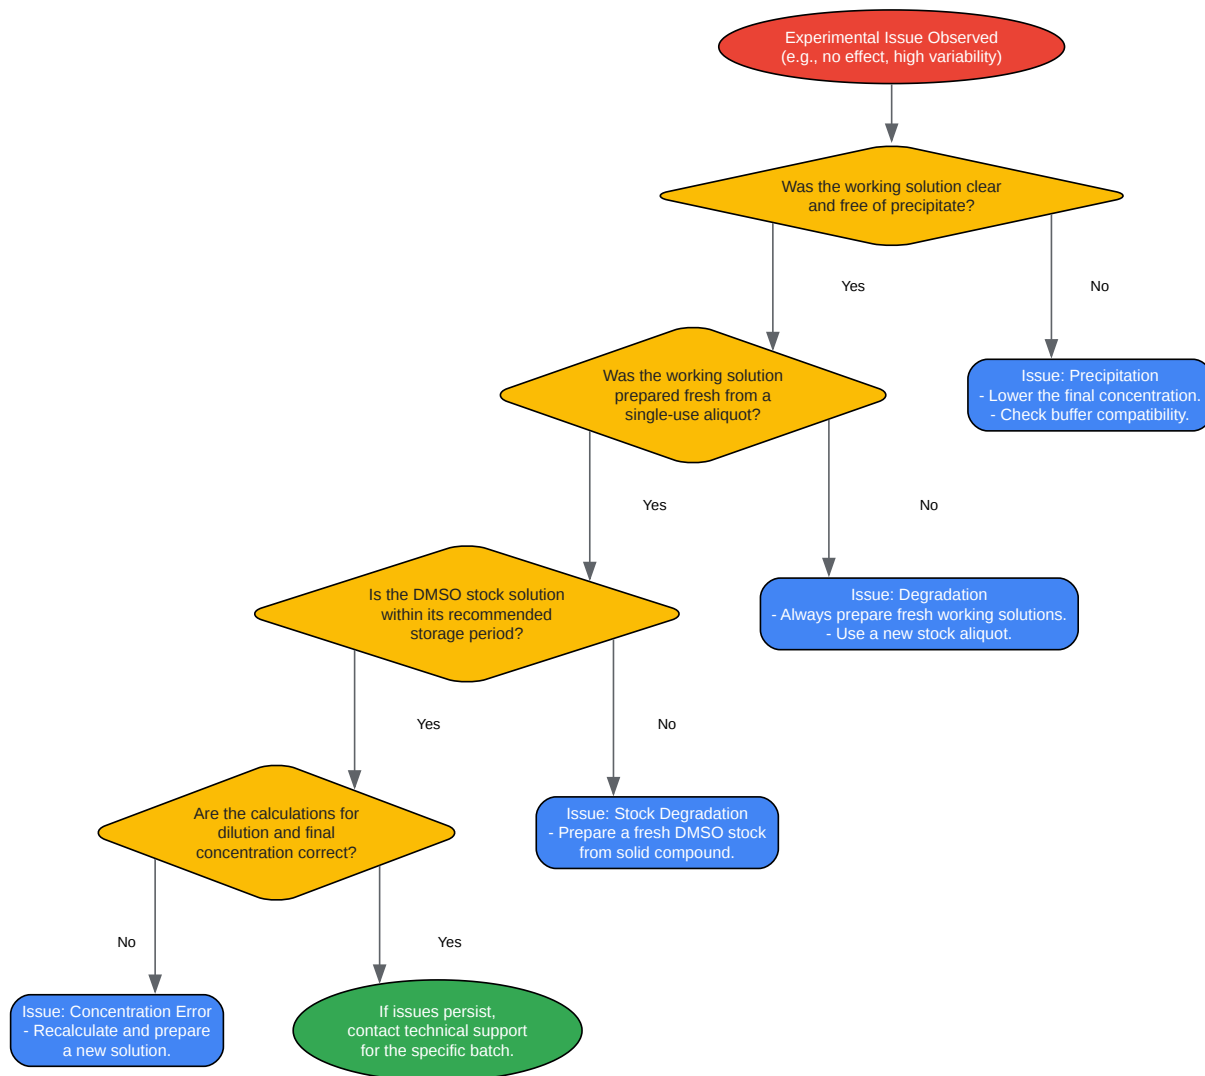 Experimental Issue Observed
(e.g., no effect, high variability)
Was the working solution clear
and free of precipitate?
Yes
No
Was the working solution
prepared fresh from a
single-use aliquot?
Issue: Precipitation
- Lower the final concentration.
- Check buffer compatibility.
Yes
No
Is the DMSO stock solution
within its recommended
storage period?
Issue: Degradation
- Always prepare fresh working solutions.
- Use a new stock aliquot.
Yes
No
Are the calculations for
dilution and final
concentration correct?
Issue: Stock Degradation
- Prepare a fresh DMSO stock
from solid compound.
No
Yes
Issue: Concentration Error
- Recalculate and prepare
a new solution.
If issues persist,
contact technical support
for the specific batch.